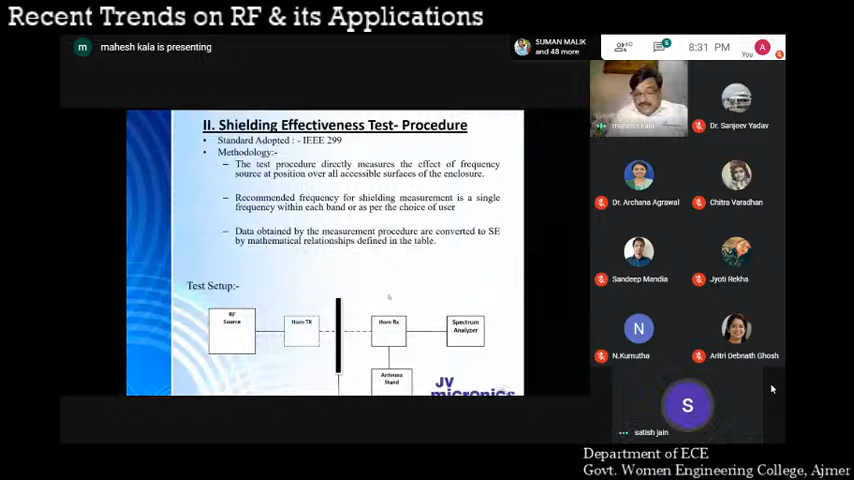 Recent Trends on RF & its Applications
m mahesh kala is presenting
SUMAN MALIK
and 48 more
60
8:31 PM
You
A
II. Shielding Effectiveness Test- Procedure
• Standard Adopted : - IEEE 299
• Methodology:-
– The test procedure directly measures the effect of frequency
source at position over all accessible surfaces of the enclosure.
– Recommended frequency for shielding measurement is a single
frequency within each band or as per the choice of user
– Data obtained by the measurement procedure are converted to SE
by mathematical relationships defined in the table.
Test Setup:-
RF
Source
Horn TX
Horn Rx
Spectrum
Analyzer
Antenna
Stand
JV
micronics
mahesh kala
Dr. Sanjeev Yadav
Dr. Archana Agrawal
Chitra Varadhan
Sandeep Mandia
Jyoti Rekha
N
N.Kumutha
Aritri Debnath Ghosh
S
satish jain
Department of ECE
Govt. Women Engineering College, Ajmer